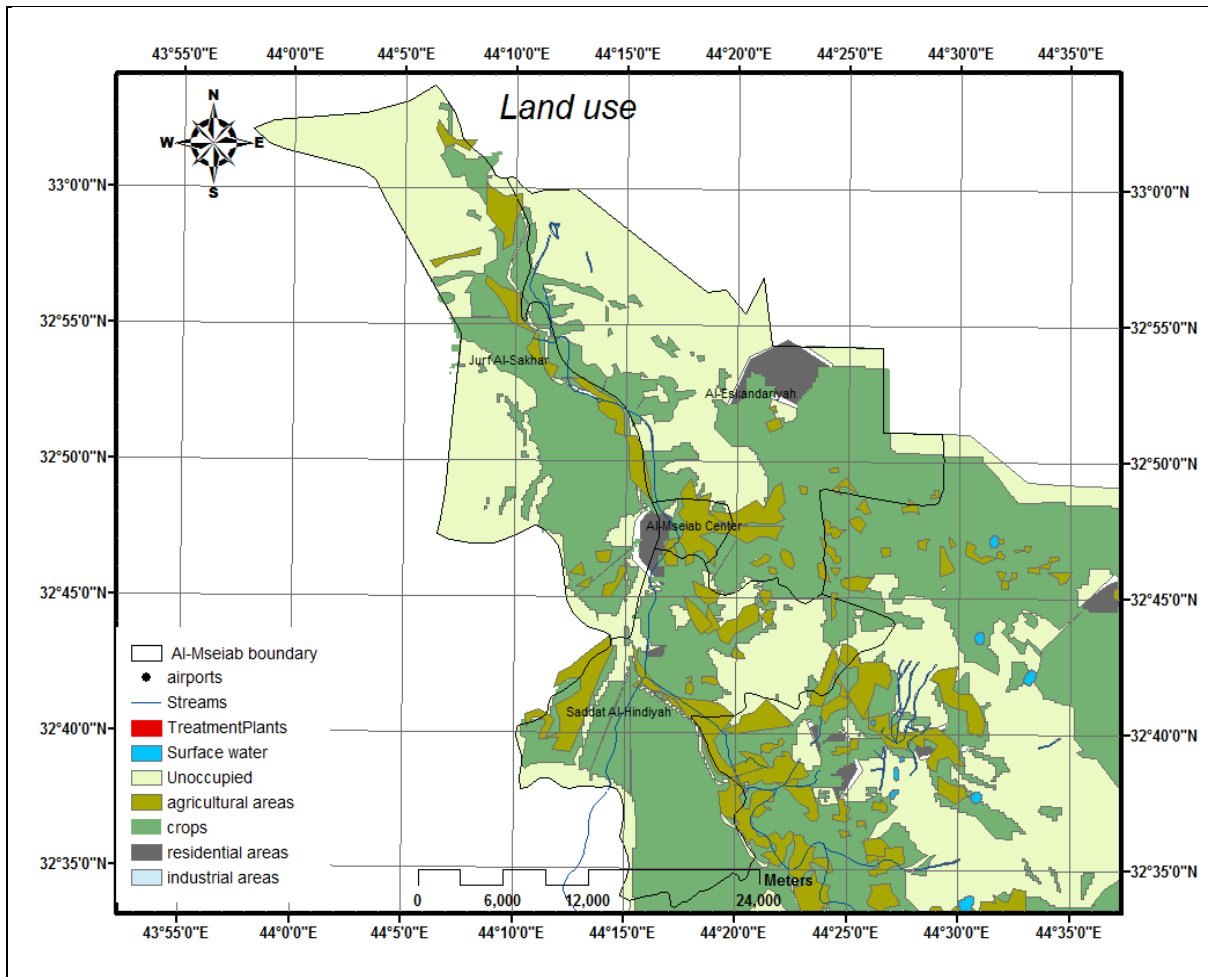 43°55'0"E 44°0'0"E 44°5'0"E 44°10'0"E 44°15'0"E 44°20'0"E 44°25'0"E 44°30'0"E 44°35'0"E
Land use
N
W E
S
33°0'0"N 33°0'0"N
32°55'0"N 32°55'0"N
Jurf Al-Sakhar
Al-Eskandariyah
32°50'0"N 32°50'0"N
Al-Mseiab Center
32°45'0"N 32°45'0"N
Al-Mseiab boundary
airports
Streams
TreatmentPlants
Surface water
Unoccupied
agricultural areas
crops
residential areas
industrial areas
Saddat Al-Hindiyah
32°40'0"N 32°40'0"N
32°35'0"N 32°35'0"N
Meters
0 6,000 12,000 24,000
43°55'0"E 44°0'0"E 44°5'0"E 44°10'0"E 44°15'0"E 44°20'0"E 44°25'0"E 44°30'0"E 44°35'0"E